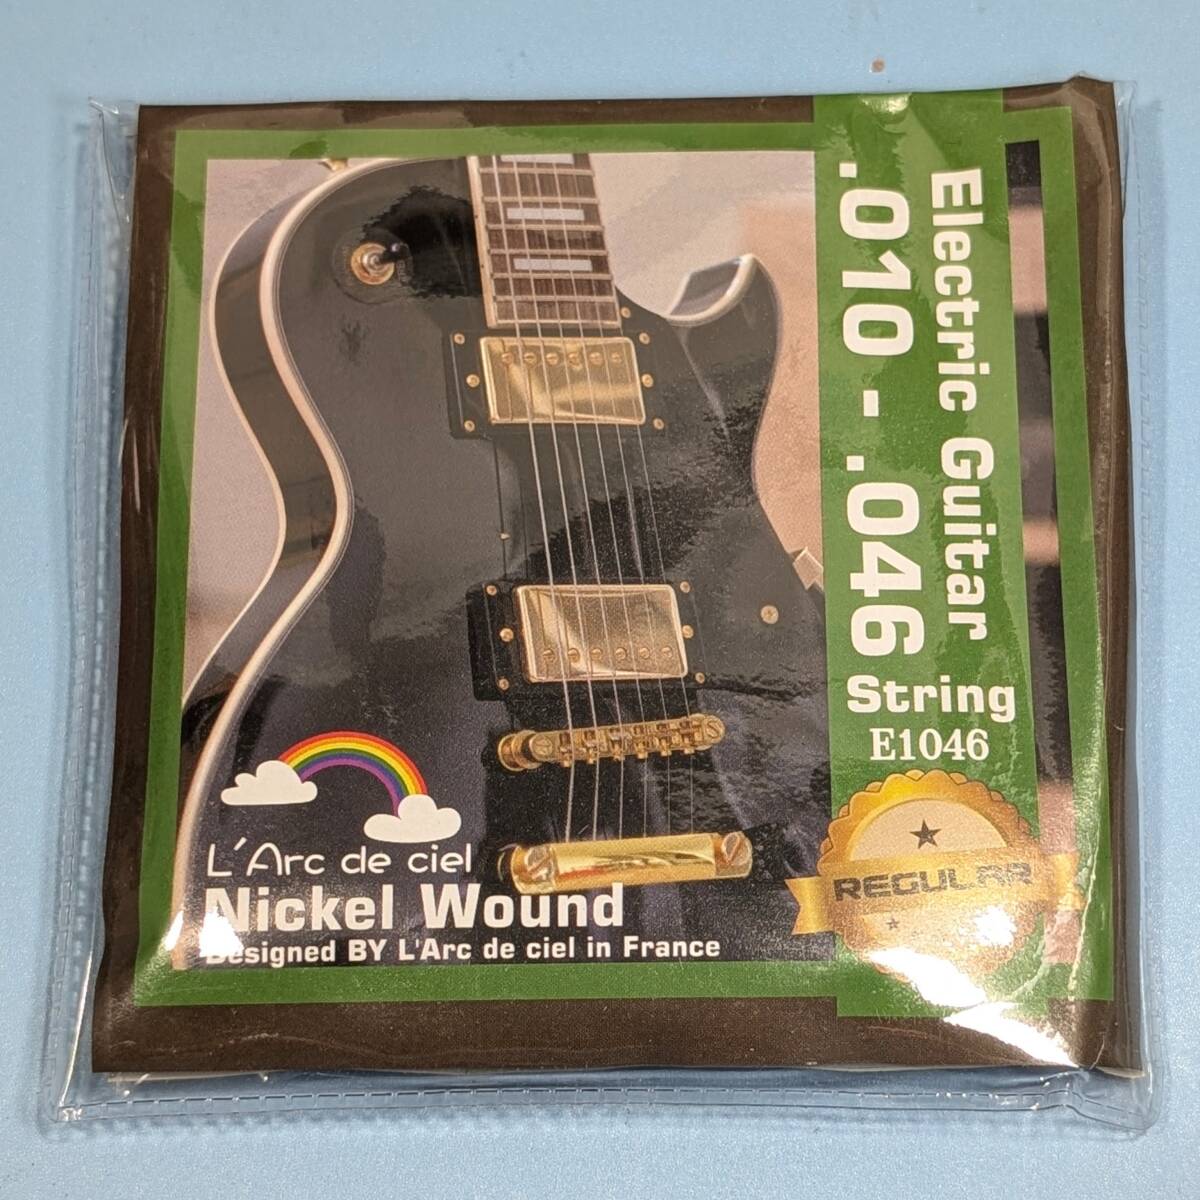 Electric Guitar
.010 - .046
String
E1046
REGULAR
L'Arc de ciel
Nickel Wound
Designed BY L'Arc de ciel in France